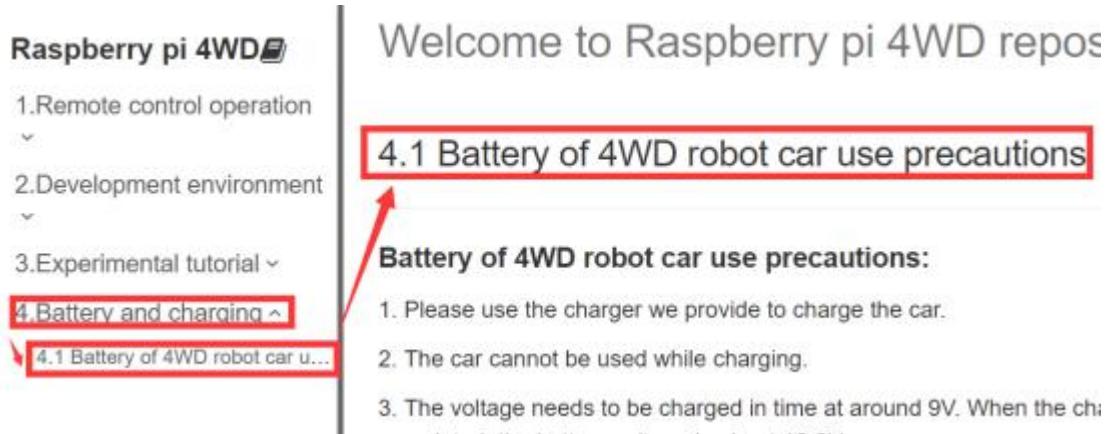 Raspberry pi 4WD
1.Remote control operation
2.Development environment
3.Experimental tutorial
4.Battery and charging
4.1 Battery of 4WD robot car u...
Welcome to Raspberry pi 4WD repos
4.1 Battery of 4WD robot car use precautions
Battery of 4WD robot car use precautions:
1. Please use the charger we provide to charge the car.
2. The car cannot be used while charging.
3. The voltage needs to be charged in time at around 9V. When the cha